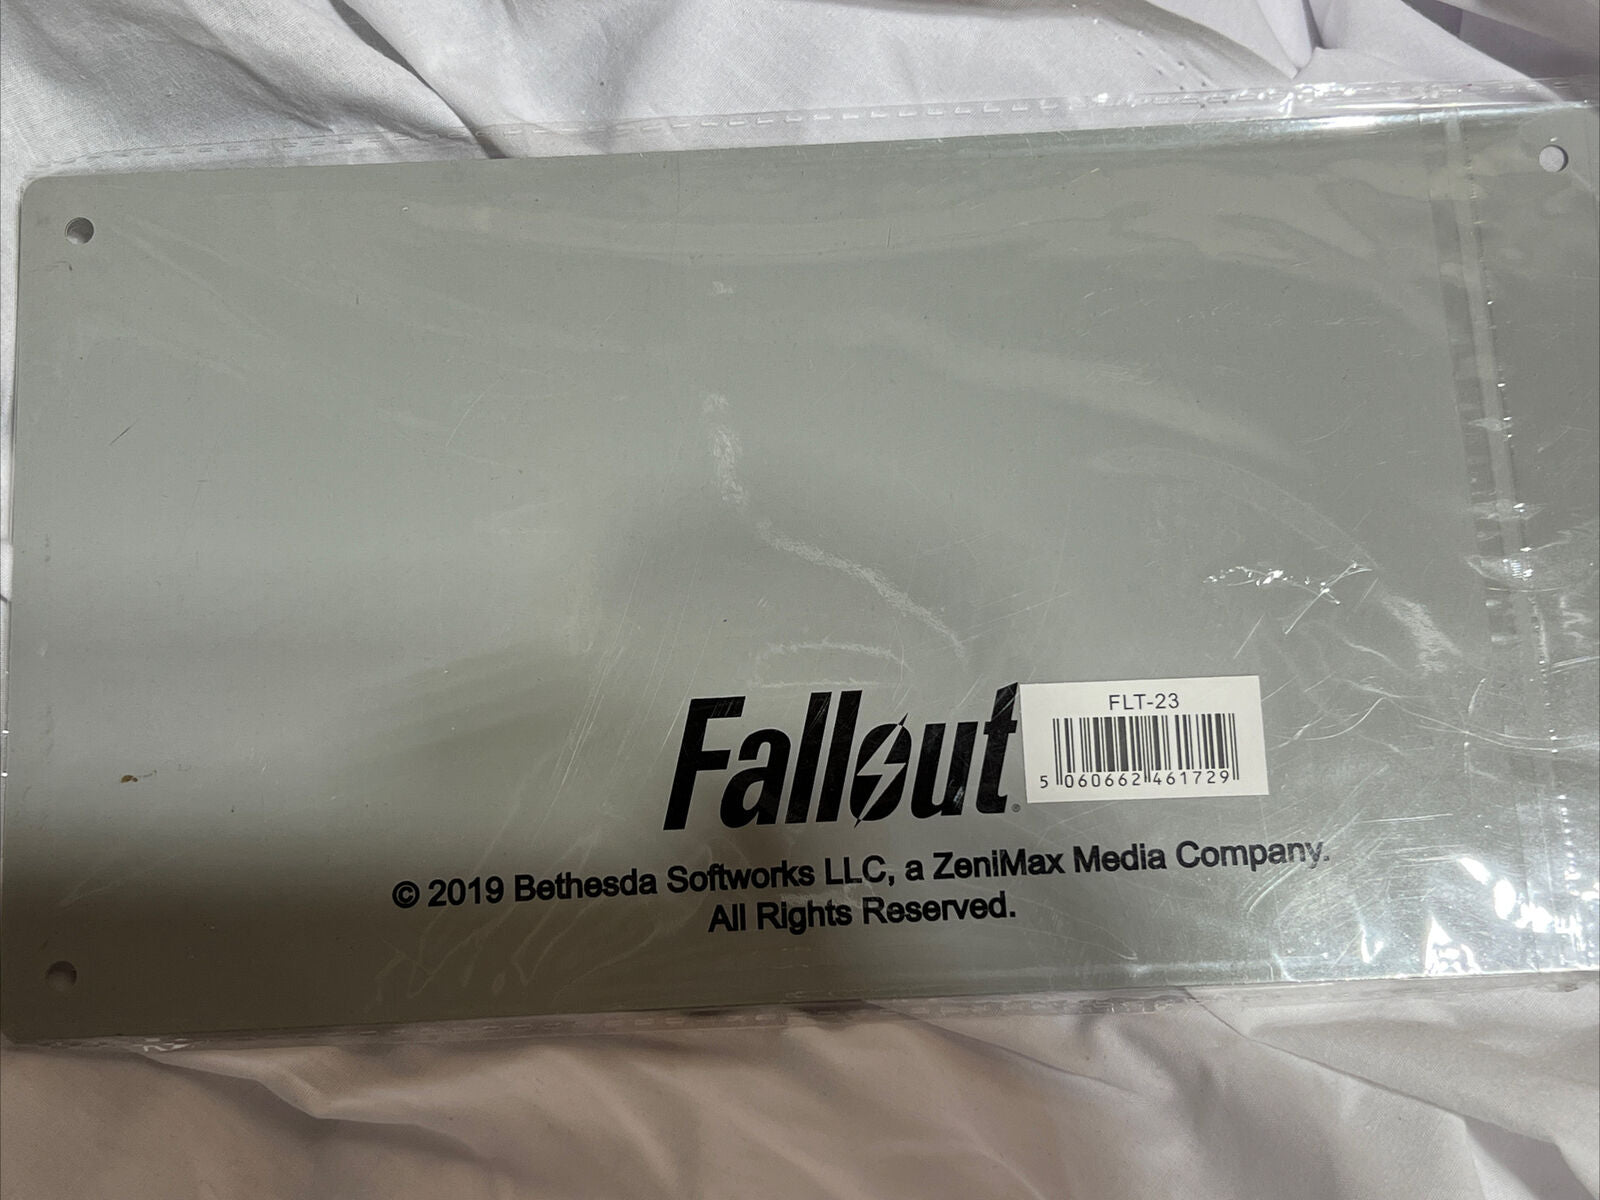 Fallout®
FLT-23
5 060662 461729
© 2019 Bethesda Softworks LLC, a ZeniMax Media Company.
All Rights Reserved.